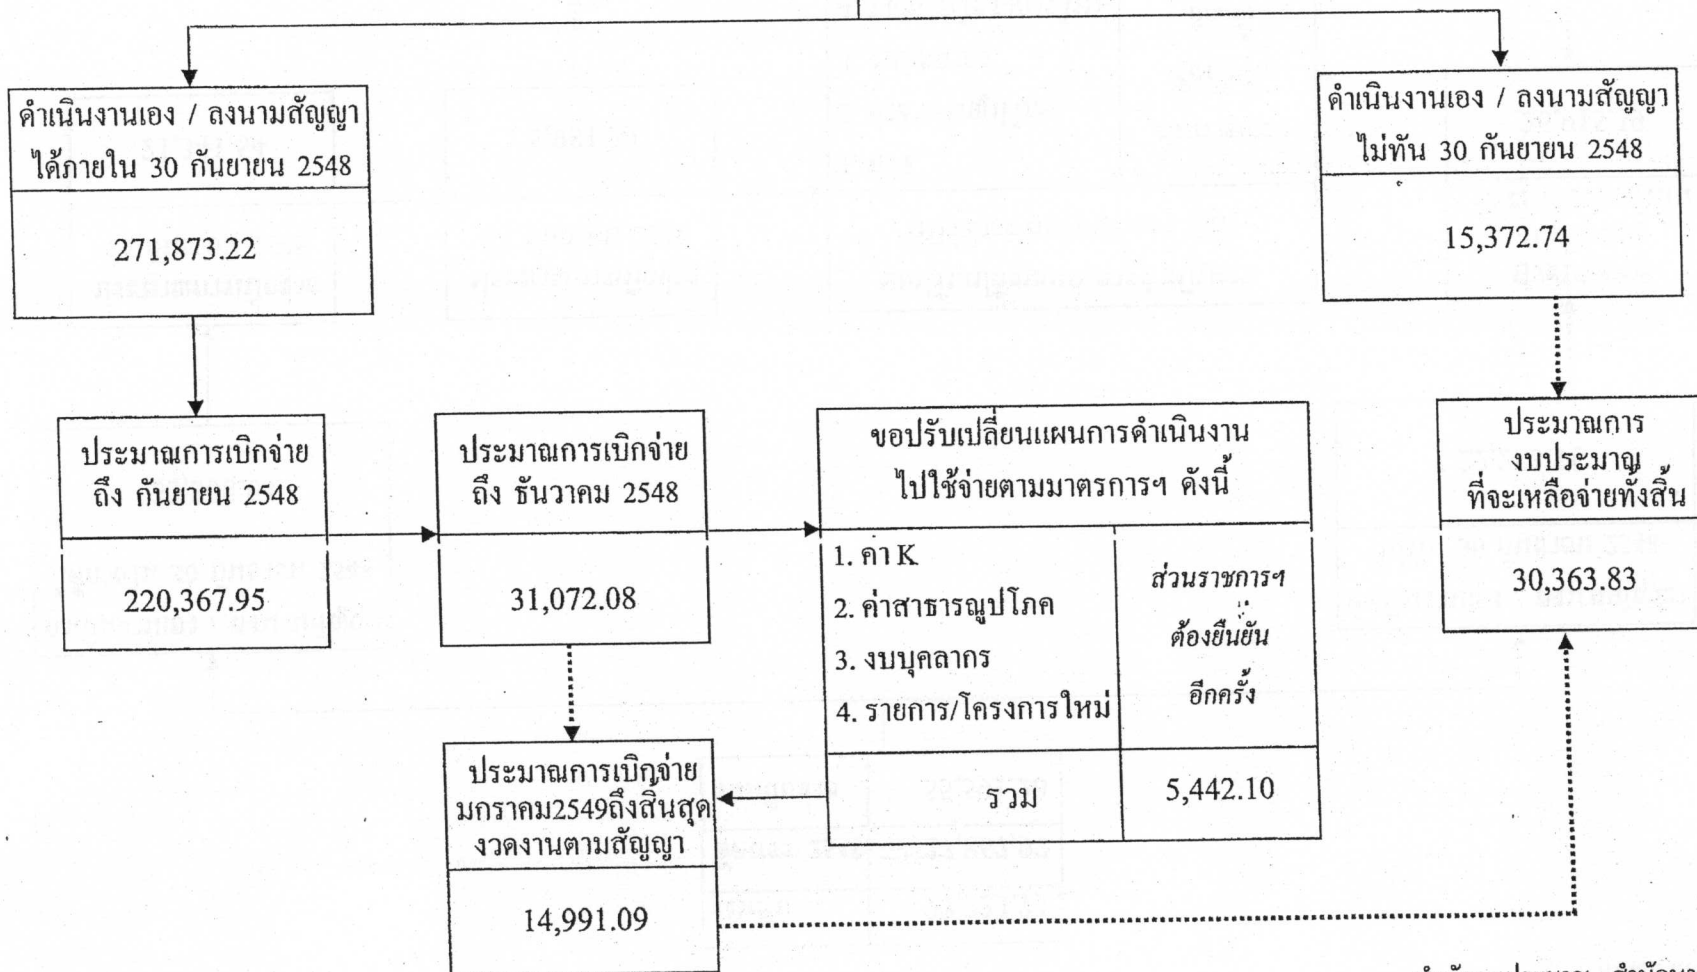 ดำเนินงานเอง / ลงนามสัญญา
ได้ภายใน 30 กันยายน 2548
271,873.22
ดำเนินงานเอง / ลงนามสัญญา
ไม่ทัน 30 กันยายน 2548
15,372.74
ประมาณการเบิกจ่าย
ถึง กันยายน 2548
220,367.95
ประมาณการเบิกจ่าย
ถึง ธันวาคม 2548
31,072.08
ขอปรับเปลี่ยนแผนการดำเนินงาน
ไปใช้จ่ายตามมาตรการฯ ดังนี้
1. คา K
2. ค่าสาธารณูปโภค
3. งบบุคลากร
4. รายการ/โครงการใหม่
ส่วนราชการฯ
ต้องยืนยัน
อีกครั้ง
รวม
5,442.10
ประมาณการ
งบประมาณ
ที่จะเหลือจ่ายทั้งสิ้น
30,363.83
ประมาณการเบิกจ่าย
มกราคม2549ถึงสิ้นสุด
งวดงานตามสัญญา
14,991.09